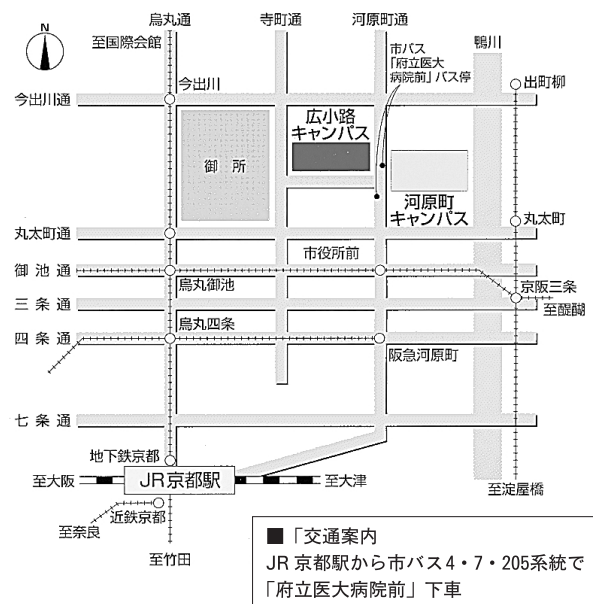 N
烏丸通
寺町通
河原町通
至国際会館
市バス
「府立医大
病院前」バス停
鴨川
今出川
出町柳
今出川通
広小路
キャンパス
御所
河原町
キャンパス
丸太町
丸太町通
市役所前
御池通
烏丸御池
京阪三条
三条通
至醍醐
烏丸四条
四条通
阪急河原町
七条通
地下鉄京都
至大阪
JR京都駅
至大津
至淀屋橋
近鉄京都
至奈良
至竹田
■「交通案内
JR京都駅から市バス4・7・205系統で
「府立医大病院前」下車